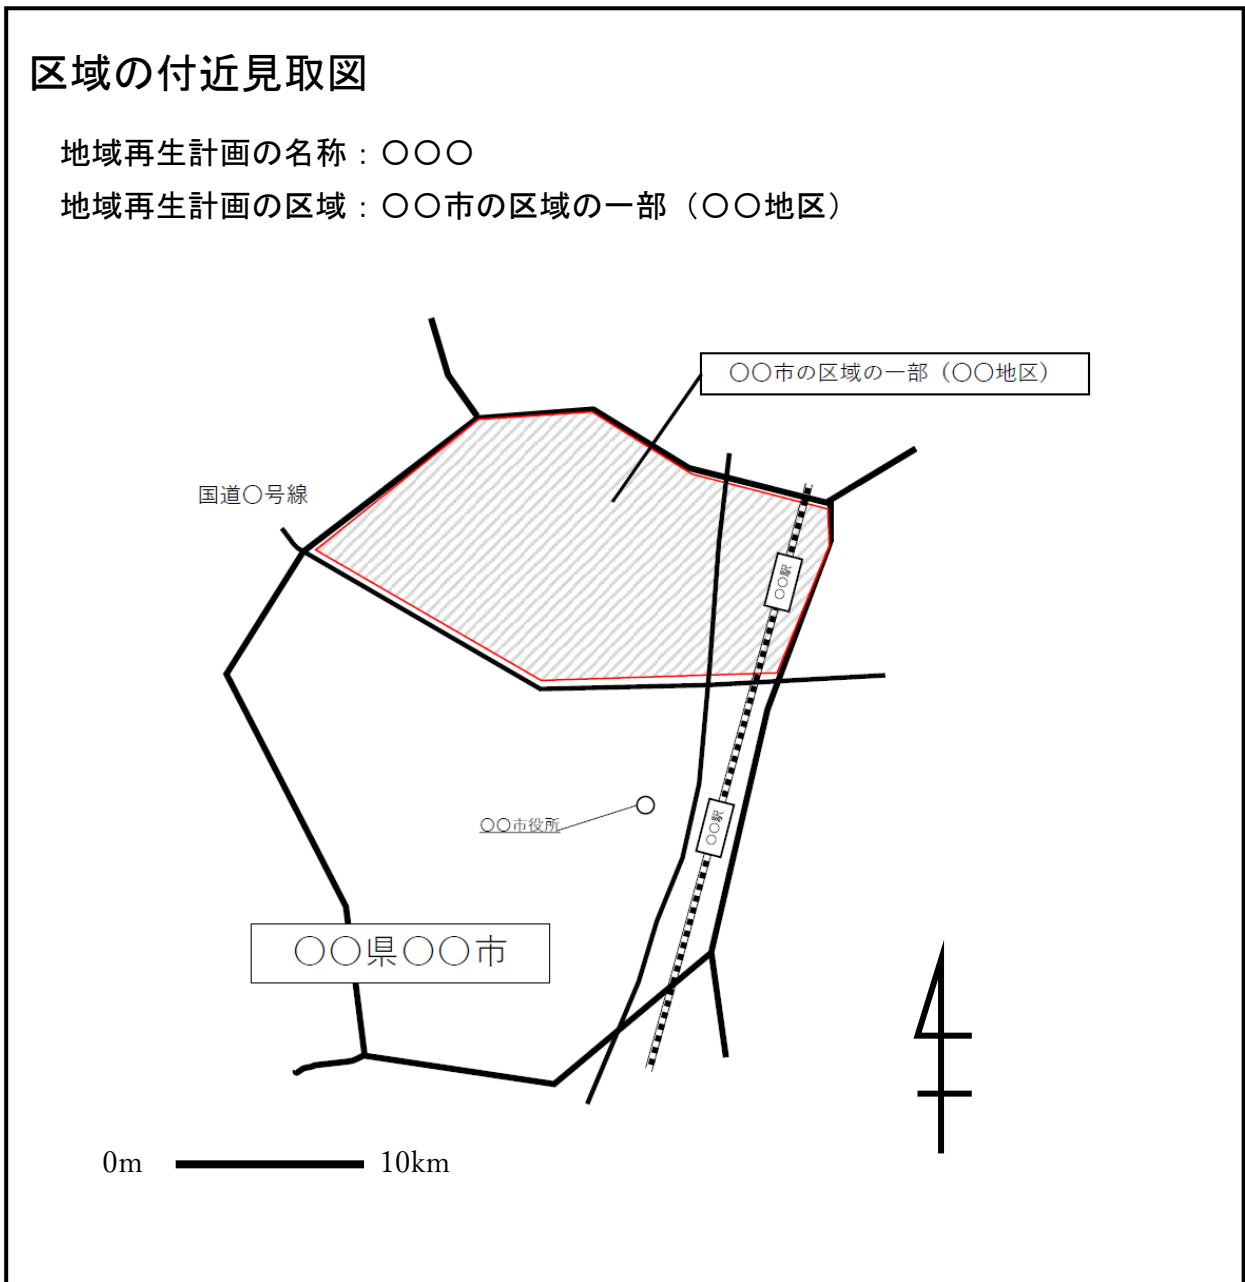 区域の付近見取図
地域再生計画の名称：〇〇〇
地域再生計画の区域：〇〇市の区域の一部（〇〇地区）
〇〇市の区域の一部（〇〇地区）
国道〇号線
〇〇駅
〇〇市役所
〇〇駅
〇〇県〇〇市
0m
10km